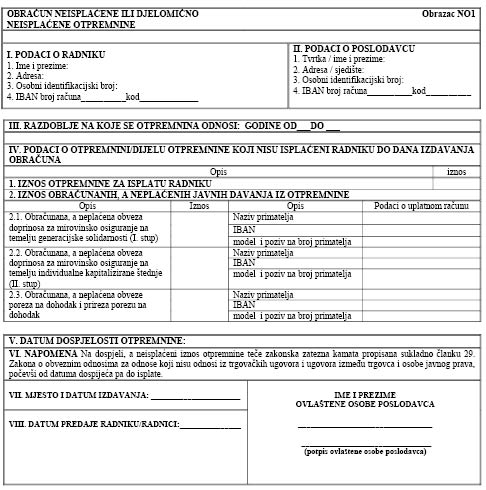 OBRAČUN NEISPLAĆENE ILI DJELOMIČNO Obrazac NO1
NEISPLAĆENE OTPREMNINE
I. PODACI O RADNIKU
1. Ime i prezime:
2. Adresa:
3. Osobni identifikacijski broj:
4. IBAN broj računa__________kod_____________
II. PODACI O POSLODAVCU
1. Tvrtka / ime i prezime:
2. Adresa / sjedište:
3. Osobni identifikacijski broj:
4. IBAN broj računa__________kod__________
III. RAZDOBLJE NA KOJE SE OTPREMNINA ODNOSI: GODINE OD___DO ___
IV. PODACI O OTPREMNINI/DIJELU OTPREMNINE KOJI NISU ISPLAĆENI RADNIKU DO DANA IZDAVANJA
OBRAČUNA
Opis iznos
1. IZNOS OTPREMNINE ZA ISPLATU RADNIKU
2. IZNOS OBRAČUNANIH, A NEPLAĆENIH JAVNIH DAVANJA IZ OTPREMNINE
Opis Iznos Opis Podaci o uplatnom računu
2.1. Obračunana, a neplaćena obveza
doprinosa za mirovinsko osiguranje na
temelju generacijske solidarnosti (I. stup)
Naziv primatelja
IBAN
model i poziv na broj primatelja
2.2. Obračunana, a neplaćena obveza
doprinosa za mirovinsko osiguranje na
temelju individualne kapitalizirane štednje
(II. stup)
Naziv primatelja
IBAN
model i poziv na broj primatelja
2.3. Obračunana, a neplaćena obveze
poreza na dohodak i prireza porezu na
dohodak
Naziv primatelja
IBAN
model i poziv na broj primatelja
V. DATUM DOSPJELOSTI OTPREMNINE:
VI. NAPOMENA Na dospjeli, a neisplaćeni iznos otpremnine teče zakonska zatezna kamata propisana sukladno članku 29.
Zakona o obveznim odnosima za odnose koji nisu odnosi iz trgovačkih ugovora i ugovora između trgovca i osobe javnog prava,
počevši od datuma dospijeća pa do isplate.
VII. MJESTO I DATUM IZDAVANJA: ____________________
VIII. DATUM PREDAJE RADNIKU/RADNICI:______________
IME I PREZIME
OVLAŠTENE OSOBE POSLODAVCA
______________________________
______________________________
(potpis ovlaštene osobe poslodavca)